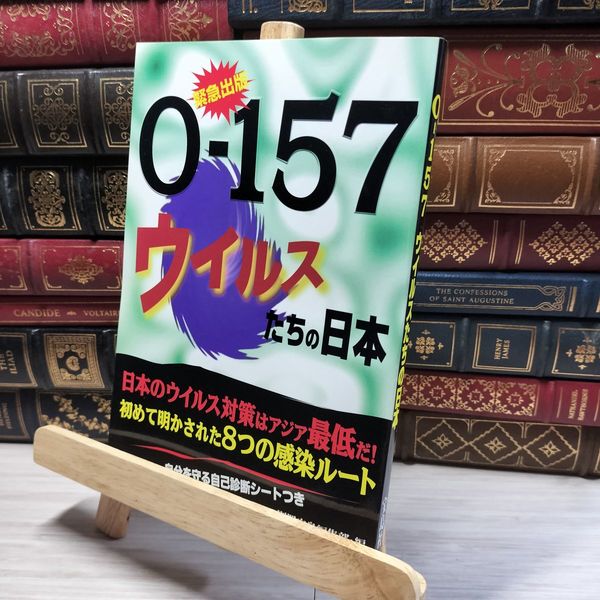 緊急出版
O-157
ウイルス
たちの日本
日本のウイルス対策はアジア最低だ!
初めて明かされた8つの感染ルート
自分を守る自己診断シートつき
編集部・編
O-157 ウイルスたちの日本
CANDIDE • VOLTAIRE
THE CONFESSIONS
OF SAINT AUGUSTINE
HENRY
JAMES